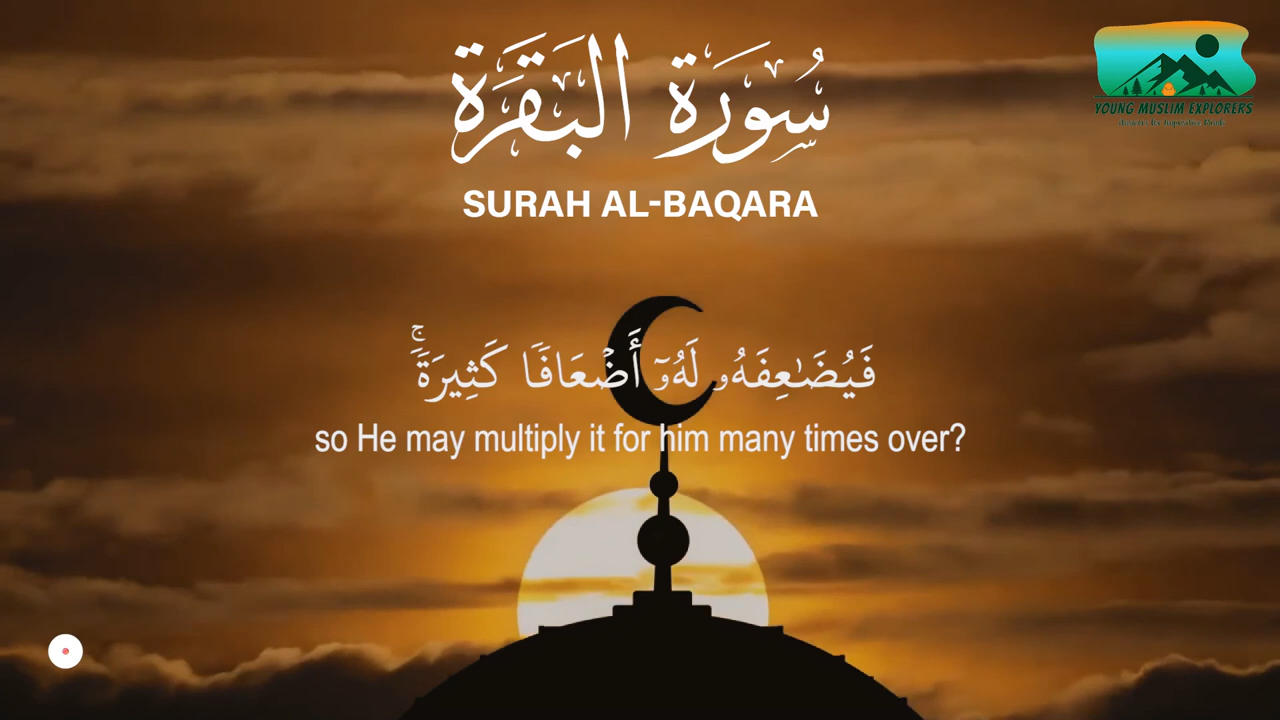 سُورَة البَقَرَة
YOUNG MUSLIM EXPLORERS
SURAH AL-BAQARA
فَيُضَٰعِفَهُۥ لَهُۥٓ أَضْعَافًا كَثِيرَةً ۚ
so He may multiply it for him many times over?